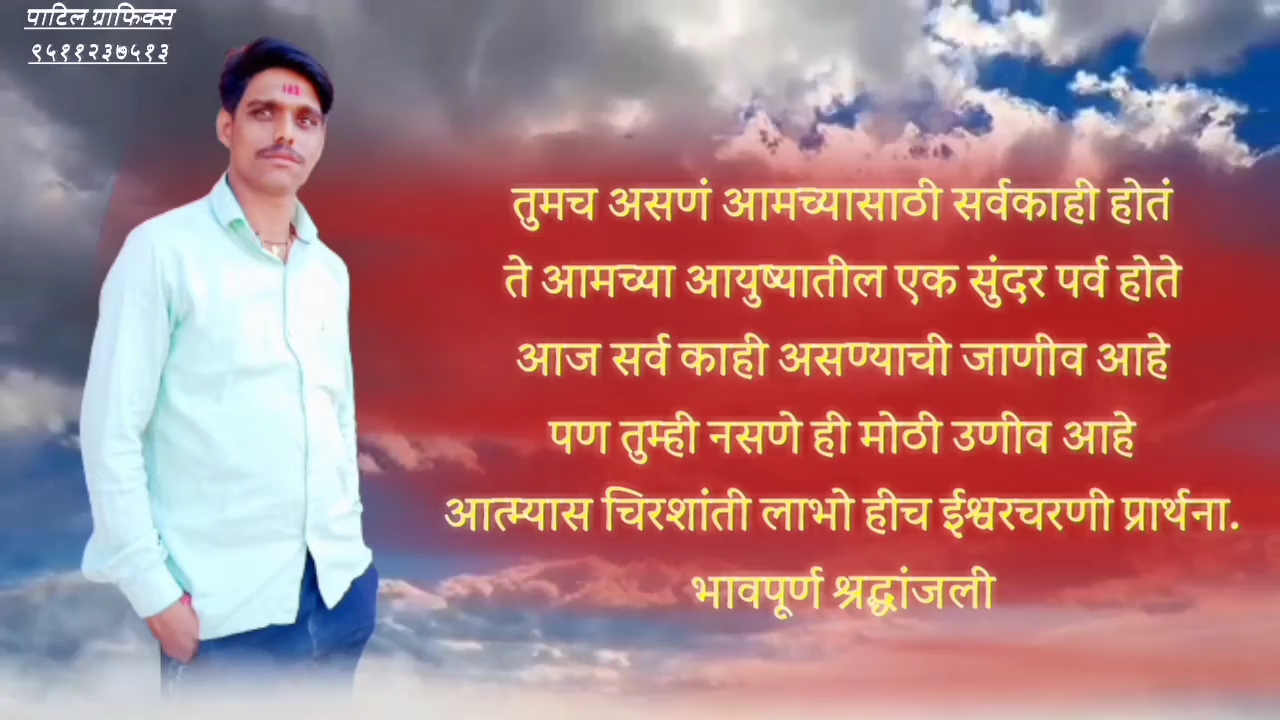 पाटिल ग्राफिक्स
९५११२३७५१३
तुमच असणं आमच्यासाठी सर्वकाही होतं
ते आमच्या आयुष्यातील एक सुंदर पर्व होते
आज सर्व काही असण्याची जाणीव आहे
पण तुम्ही नसणे ही मोठी उणीव आहे
आत्म्यास चिरशांती लाभो हीच ईश्वरचरणी प्रार्थना.
भावपूर्ण श्रद्धांजली